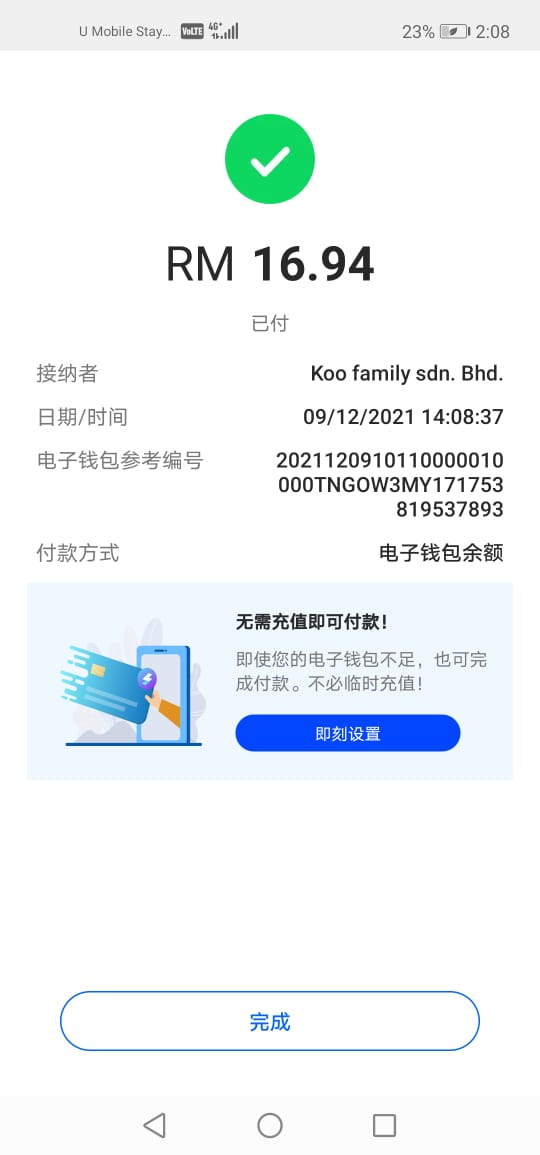 U Mobile Stay... VoLTE 4G+ 23% 2:08
RM 16.94
已付
接纳者 Koo family sdn. Bhd.
日期/时间 09/12/2021 14:08:37
电子钱包参考编号 2021120910110000010
000TNGOW3MY171753
819537893
付款方式 电子钱包余额
无需充值即可付款!
即使您的电子钱包不足，也可完
成付款。不必临时充值!
即刻设置
完成